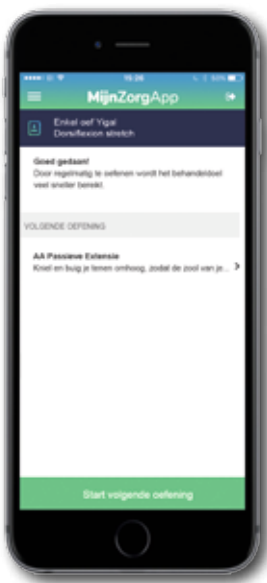 15:26
50%
MijnZorgApp
Enkel oef Yigal
Dorsiflexion stretch
Goed gedaan!
Door regelmatig te oefenen wordt het behandeldoel
veel sneller bereikt.
VOLGENDE OEFENING
AA Passieve Extensie
Kniel en buig je tenen omhoog, zodat de zool van je...
Start volgende oefening